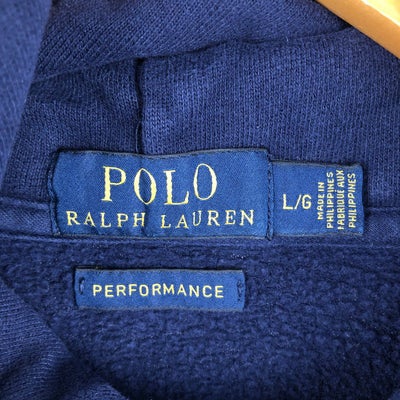 POLO
RALPH LAUREN
L/G
MADE IN
PHILIPPINES
FABRIQUÉ AUX
PHILIPPINES
PERFORMANCE